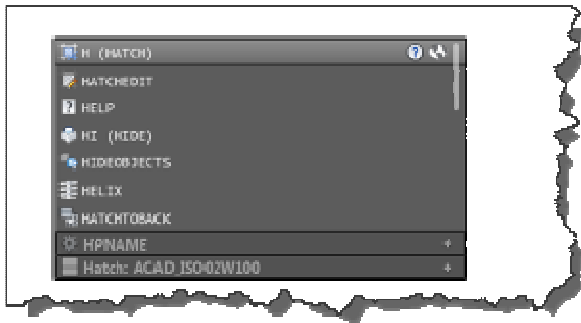 H (HATCH)
HATCHEDIT
HELP
HI (HIDE)
HIDEOBJECTS
HELIX
HATCHTOBACK
HPNAME +
Hatch: ACAD_ISO02W100 +